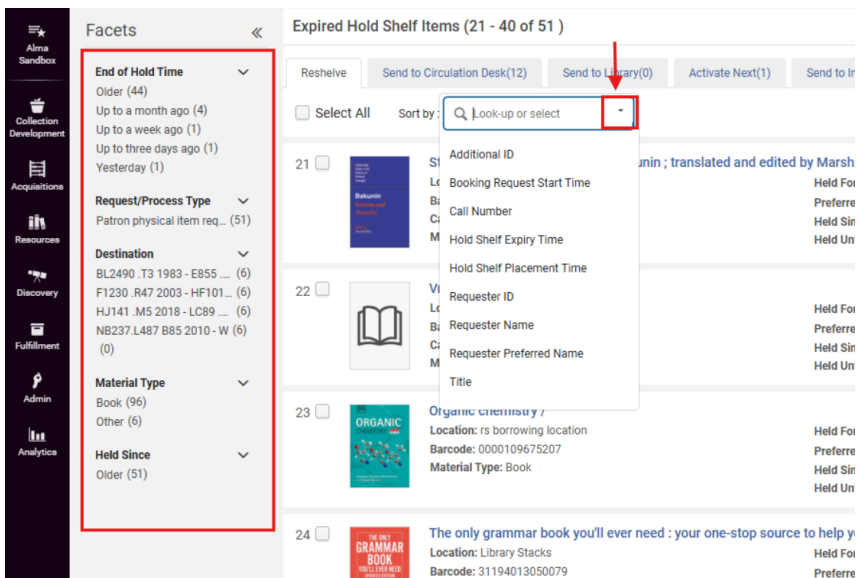 Alma
Sandbox
Collection
Development
Acquisitions
Resources
Discovery
Fulfillment
Admin
Analytics
Facets
End of Hold Time
Older (44)
Up to a month ago (4)
Up to a week ago (1)
Up to three days ago (1)
Yesterday (1)
Request/Process Type
Patron physical item req... (51)
Destination
BL2490 .T3 1983 - E855 .... (6)
F1230 .R47 2003 - HF101... (6)
HJ141 .M5 2018 - LC89 .... (6)
NB237.L487 B85 2010 - W (6)
(0)
Material Type
Book (96)
Other (6)
Held Since
Older (51)
Expired Hold Shelf Items (21 - 40 of 51 )
Reshelve Send to Circulation Desk(12) Send to Library(0) Activate Next(1) Send to In
Select All Sort by : Look-up or select
Additional ID
Booking Request Start Time
Call Number
Hold Shelf Expiry Time
Hold Shelf Placement Time
Requester ID
Requester Name
Requester Preferred Name
Title
21 St unin ; translated and edited by Marsh
Bakunin
Lo Held For
Ba Preferre
Ca Held Sin
M Held Un
22 Vi
Lo Held For
Ba Preferre
Ca Held Sin
M Held Un
23 Organic chemistry /
ORGANIC
CHEMISTRY
Location: rs borrowing location Held For
Barcode: 0000109675207 Preferre
Material Type: Book Held Sin
Held Un
24 The only grammar book you'll ever need : your one-stop source to help y
THE ONLY
GRAMMAR
BOOK
YOU'LL EVER NEED
Location: Library Stacks Held For
Barcode: 31194013050079 Preferre